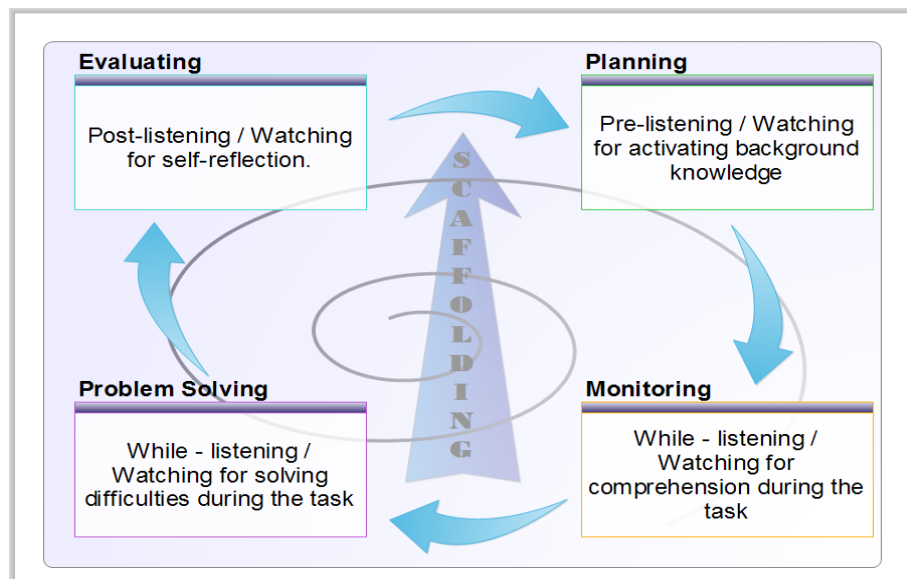 Evaluating
Post-listening / Watching
for self-reflection.
Planning
Pre-listening / Watching
for activating background
knowledge
SCAFFOLDING
Problem Solving
While - listening /
Watching for solving
difficulties during the task
Monitoring
While - listening /
Watching for
comprehension during the
task